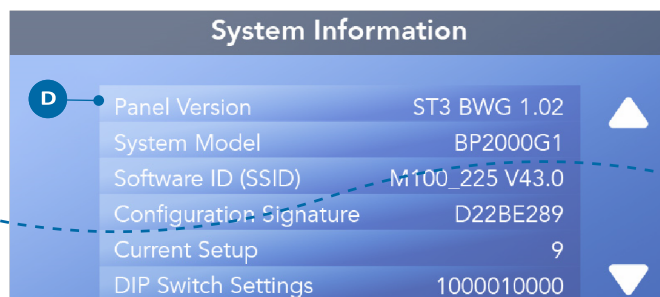 System Information
D
Panel Version ST3 BWG 1.02
System Model BP2000G1
Software ID (SSID) M100_225 V43.0
Configuration Signature D22BE289
Current Setup 9
DIP Switch Settings 1000010000